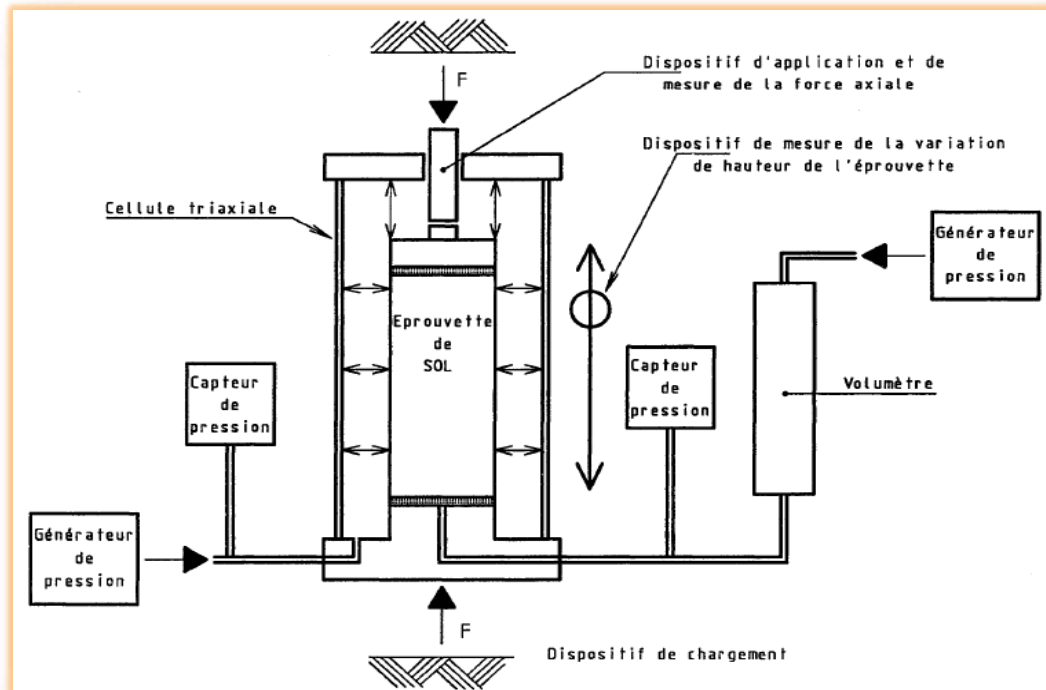 F
Dispositif d'application et de
mesure de la force axiale
Dispositif de mesure de la variation
de hauteur de l'éprouvette
Cellule triaxiale
Générateur
de
pression
Eprouvette
de
SOL
Capteur
de
pression
Capteur
de
pression
Volumètre
Générateur
de
pression
F
Dispositif de chargement